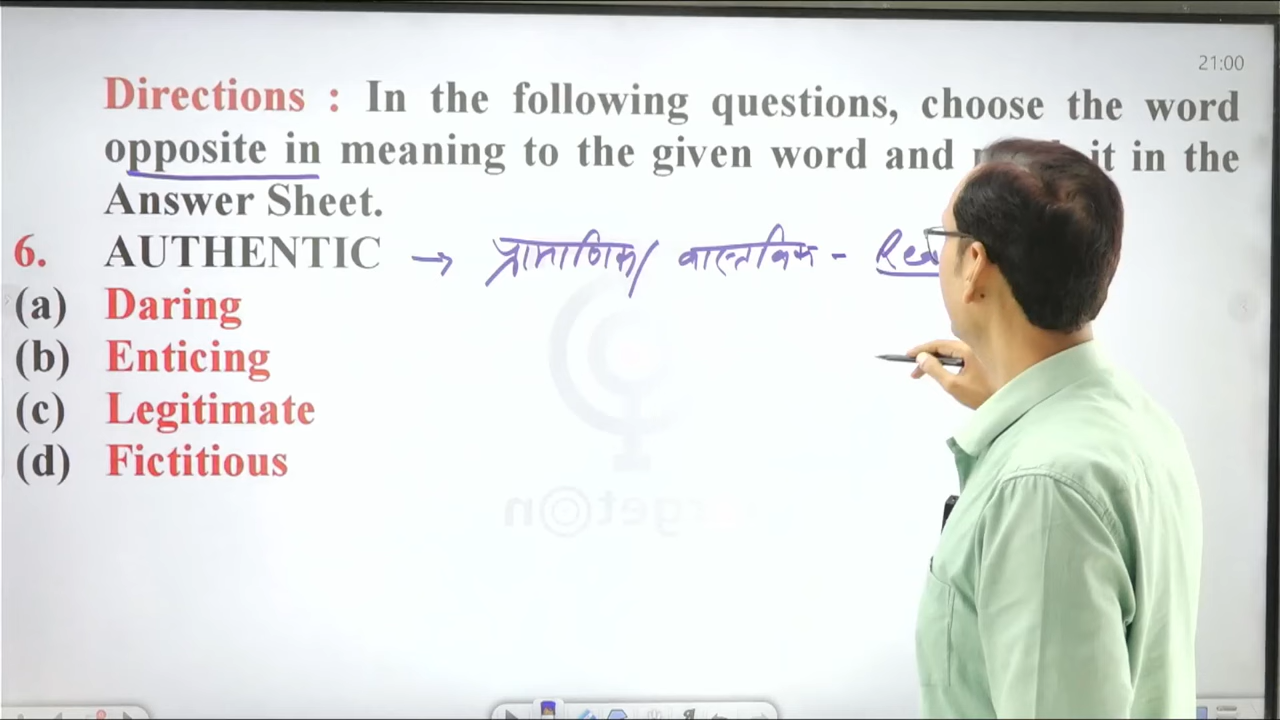 21:00
Directions : In the following questions, choose the word
opposite in meaning to the given word and it in the
Answer Sheet.
6. AUTHENTIC → प्रामाणिक/ वास्तविक -
(a) Daring
(b) Enticing
(c) Legitimate
(d) Fictitious